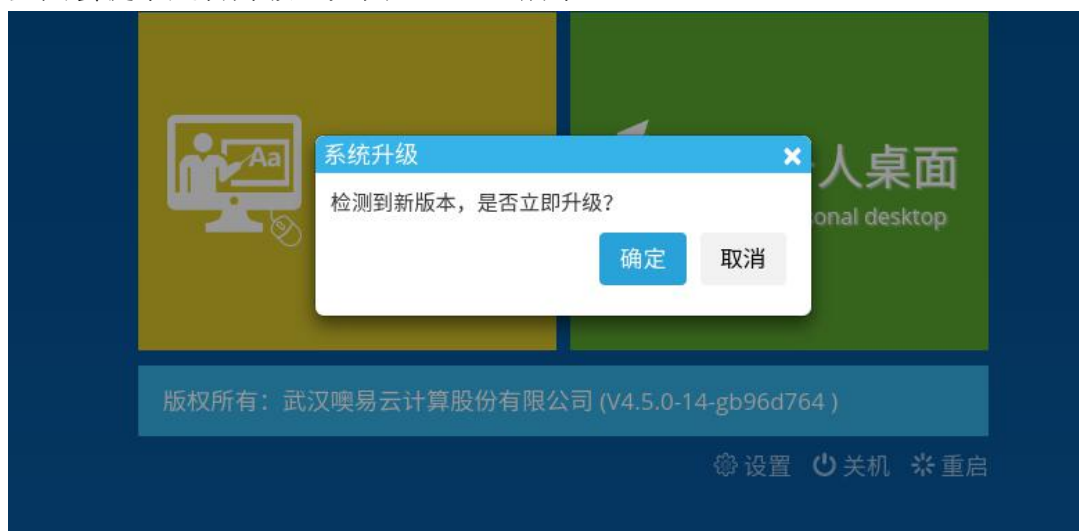 Aa
系统升级
检测到新版本，是否立即升级?
确定
取消
人桌面
onal desktop
版权所有：武汉噢易云计算股份有限公司 (V4.5.0-14-gb96d764 )
设置
关机
重启